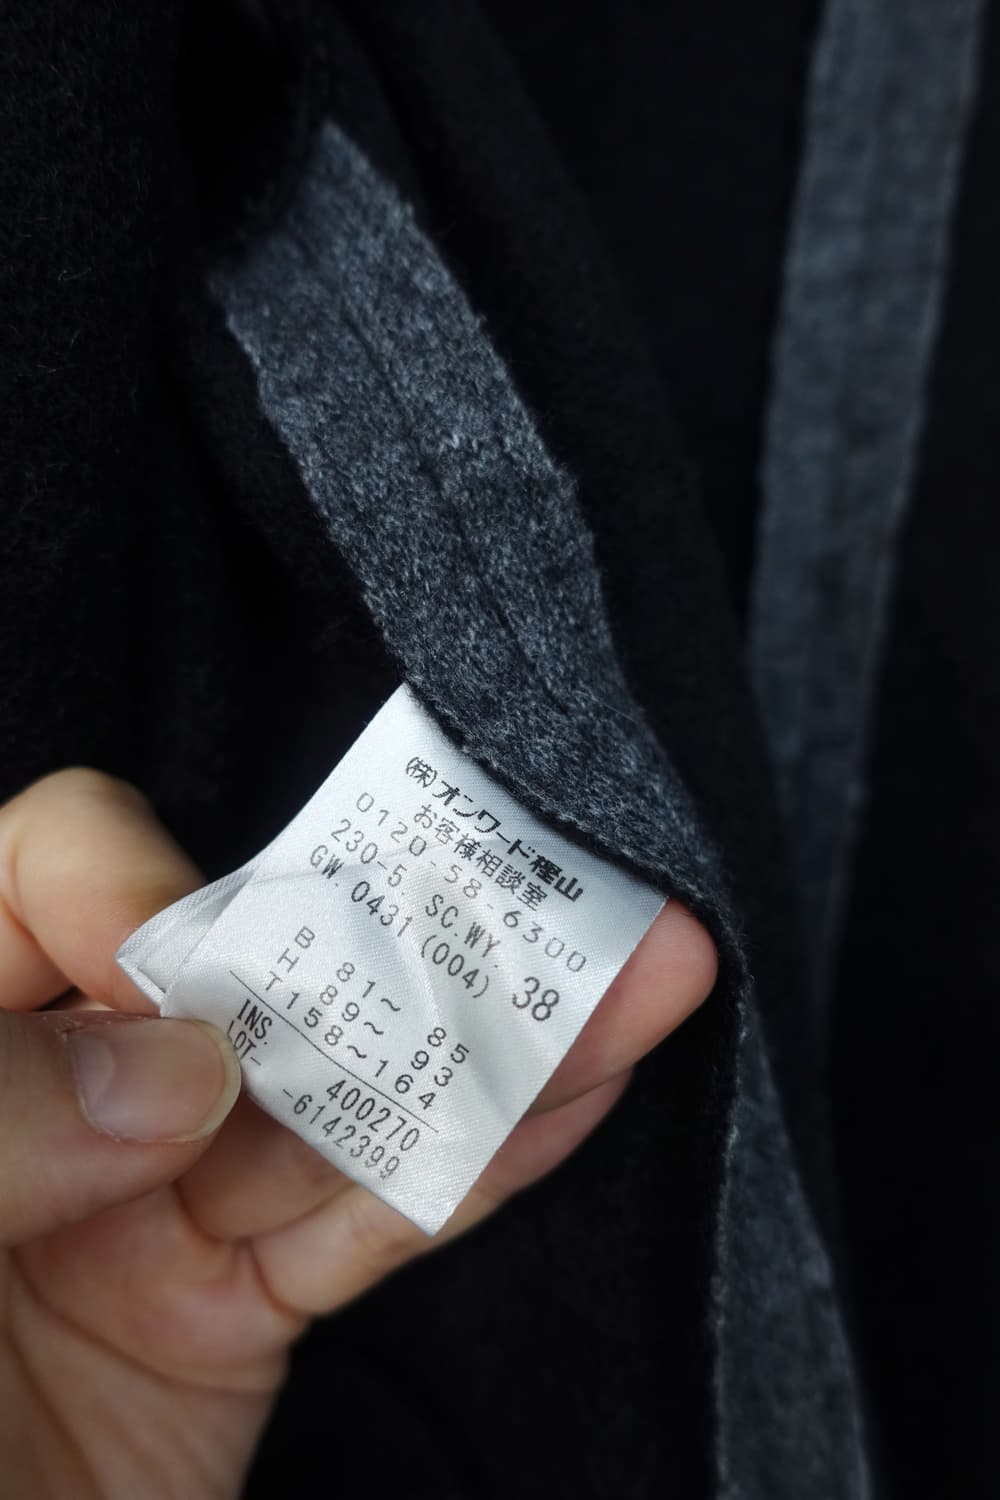 (株)オンワード樫山
お客様相談室
0120-58-6300
230-5 SC.WY. 38
GW. 0431 (004)
B 81~ 85
H 89~ 93
T158~164
INS. 400270
LOT- -6142399